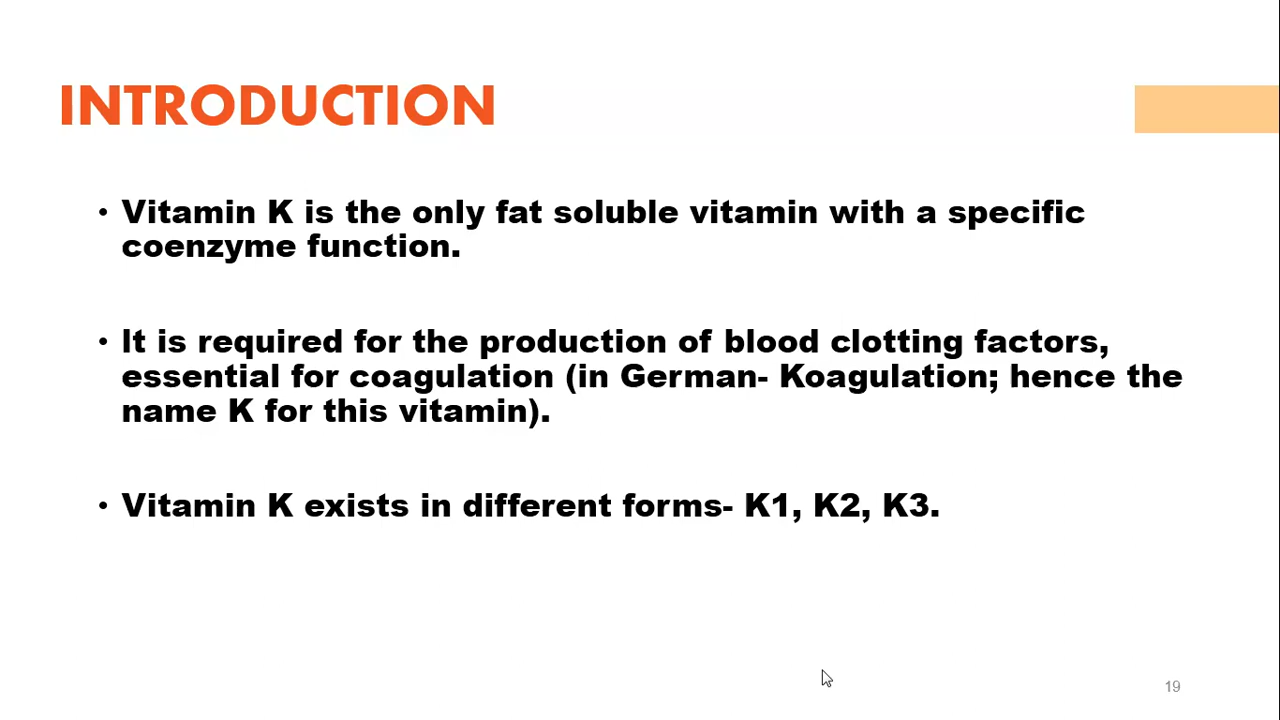 INTRODUCTION
• Vitamin K is the only fat soluble vitamin with a specific
coenzyme function.
• It is required for the production of blood clotting factors,
essential for coagulation (in German- Koagulation; hence the
name K for this vitamin).
• Vitamin K exists in different forms- K1, K2, K3.
19